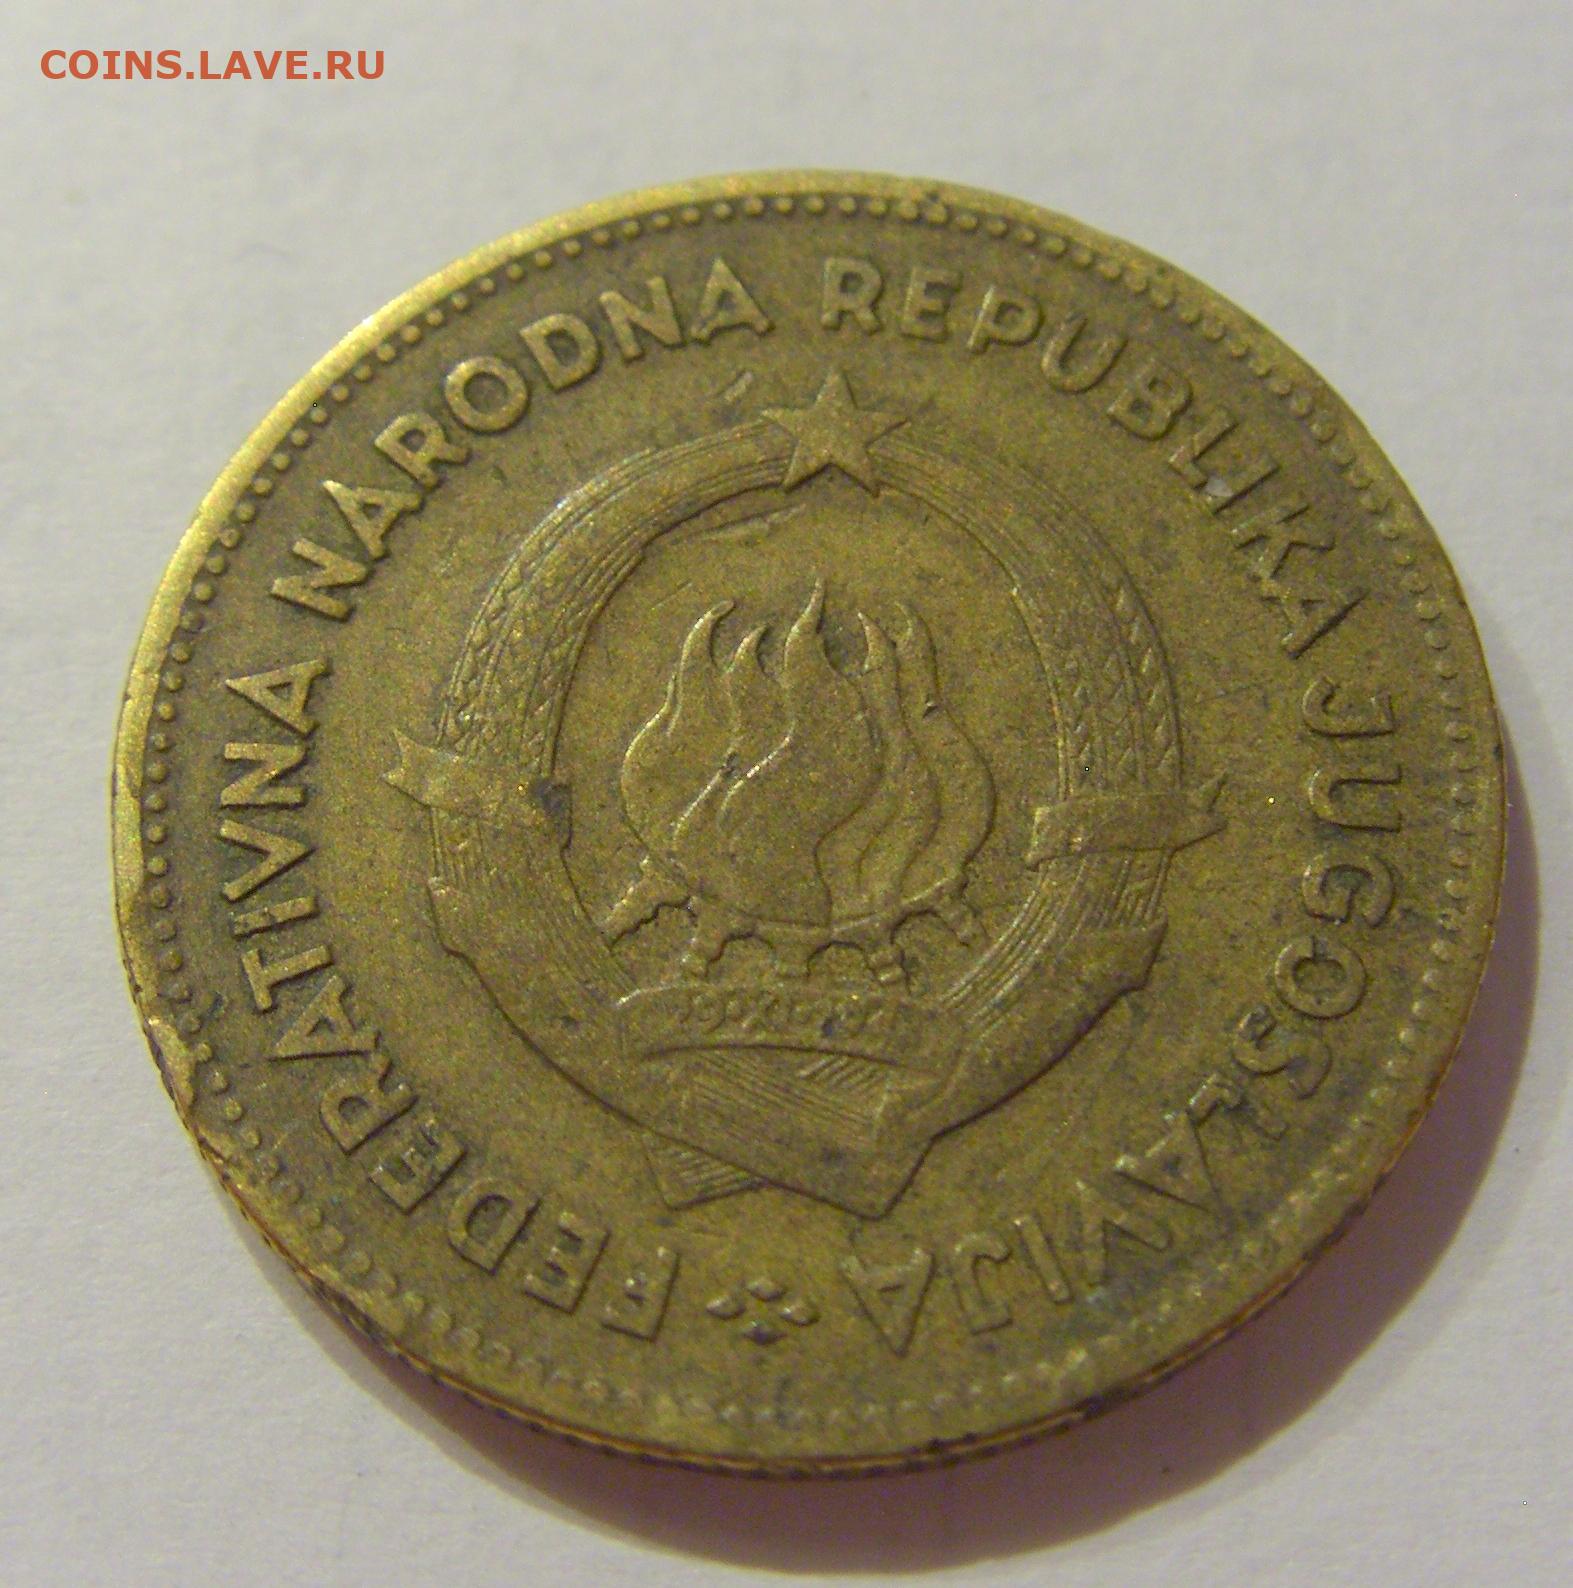 COINS.LAVE.RU
FEDERATIVNA NARODNA REPUBLIKA JUGOSLAVIJA